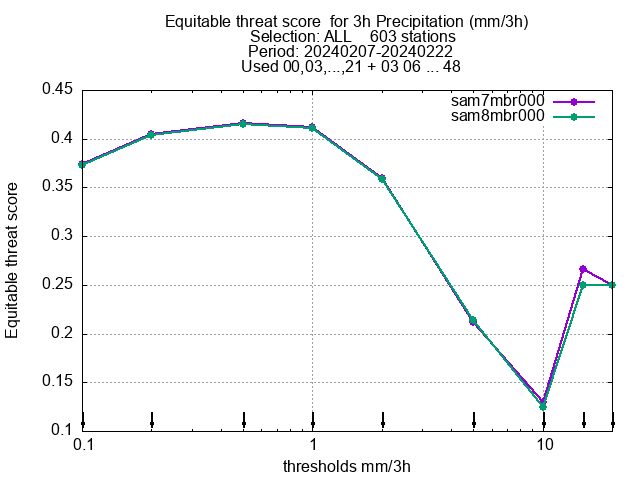 Equitable threat score  for 3h Precipitation (mm/3h)
Selection: ALL    603 stations
Period: 20240207-20240222
Used 00,03,...,21 + 03 06 ... 48
sam7mbr000
sam8mbr000
0.45
0.4
0.35
0.3
0.25
0.2
0.15
0.1
Equitable threat score
0.1 1 10
thresholds mm/3h